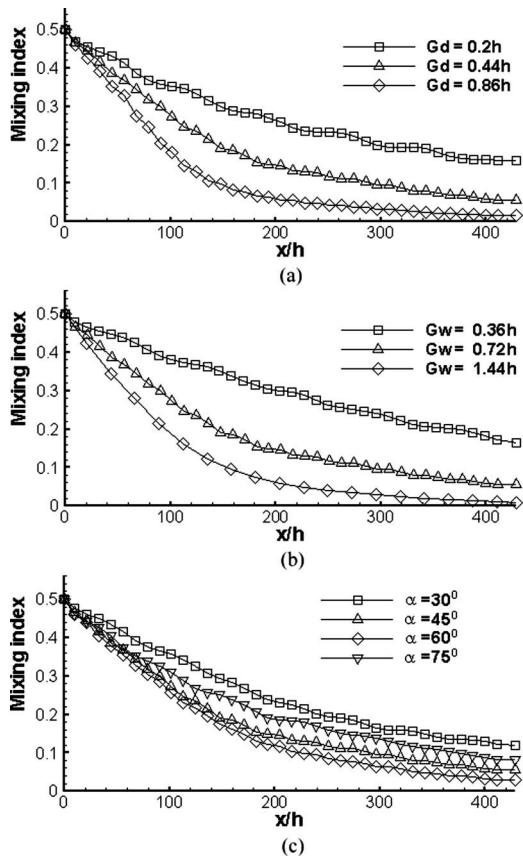 Mixing index
0.5
0.4
0.3
0.2
0.1
0
0 100 200 300 400
x/h
Gd = 0.2h
Gd = 0.44h
Gd = 0.86h
(a)
Mixing index
0.5
0.4
0.3
0.2
0.1
0
0 100 200 300 400
x/h
Gw = 0.36h
Gw = 0.72h
Gw = 1.44h
(b)
Mixing index
0.5
0.4
0.3
0.2
0.1
0
0 100 200 300 400
x/h
α =30⁰
α =45⁰
α =60⁰
α =75⁰
(c)